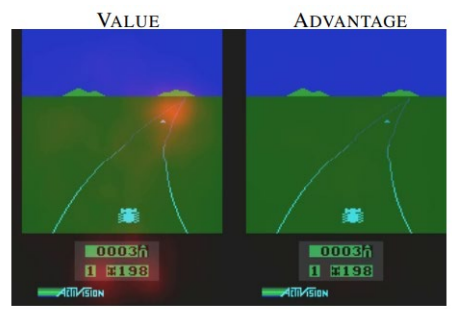 VALUE ADVANTAGE
0003 0003
1 198 1 198
ACTIVISION ACTIVISION